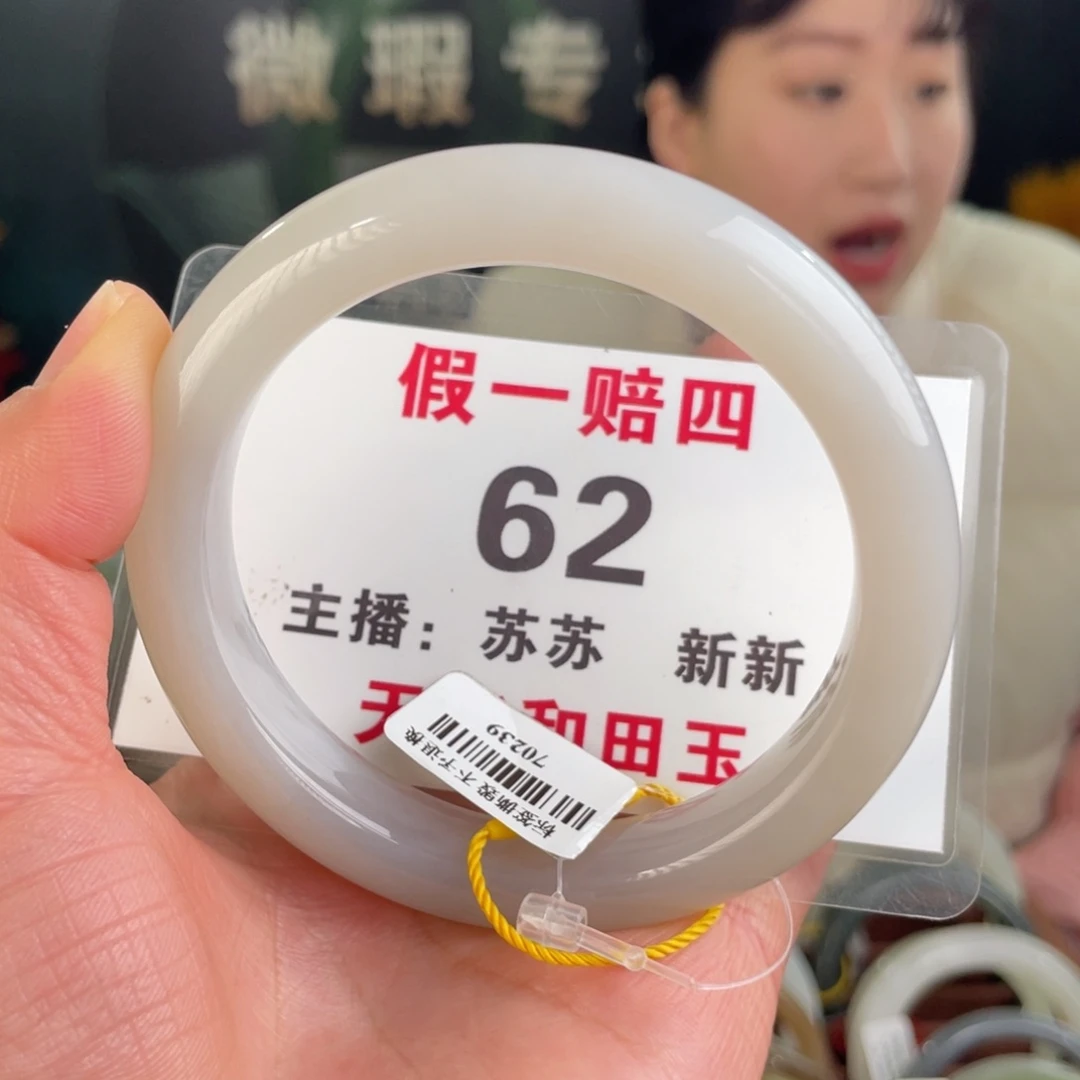 微瑕专
假一赔四
62
主播：苏苏 新新
天 和田玉
70239
标签撕毁 不予退换